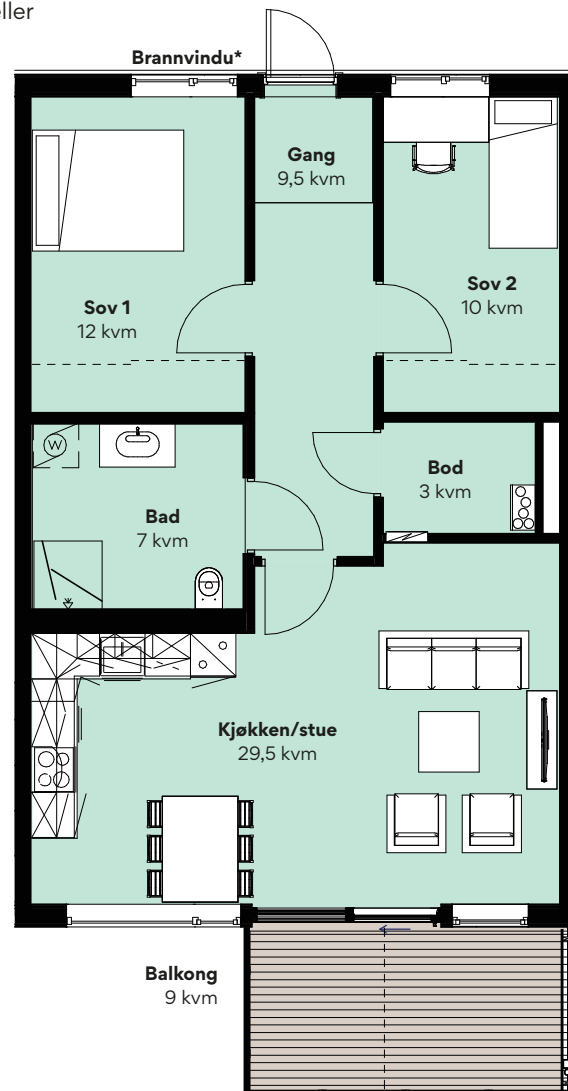 eller
Brannvindu*
Gang
9,5 kvm
Sov 1
12 kvm
Sov 2
10 kvm
Bod
3 kvm
W
Bad
7 kvm
Kjøkken/stue
29,5 kvm
Balkong
9 kvm